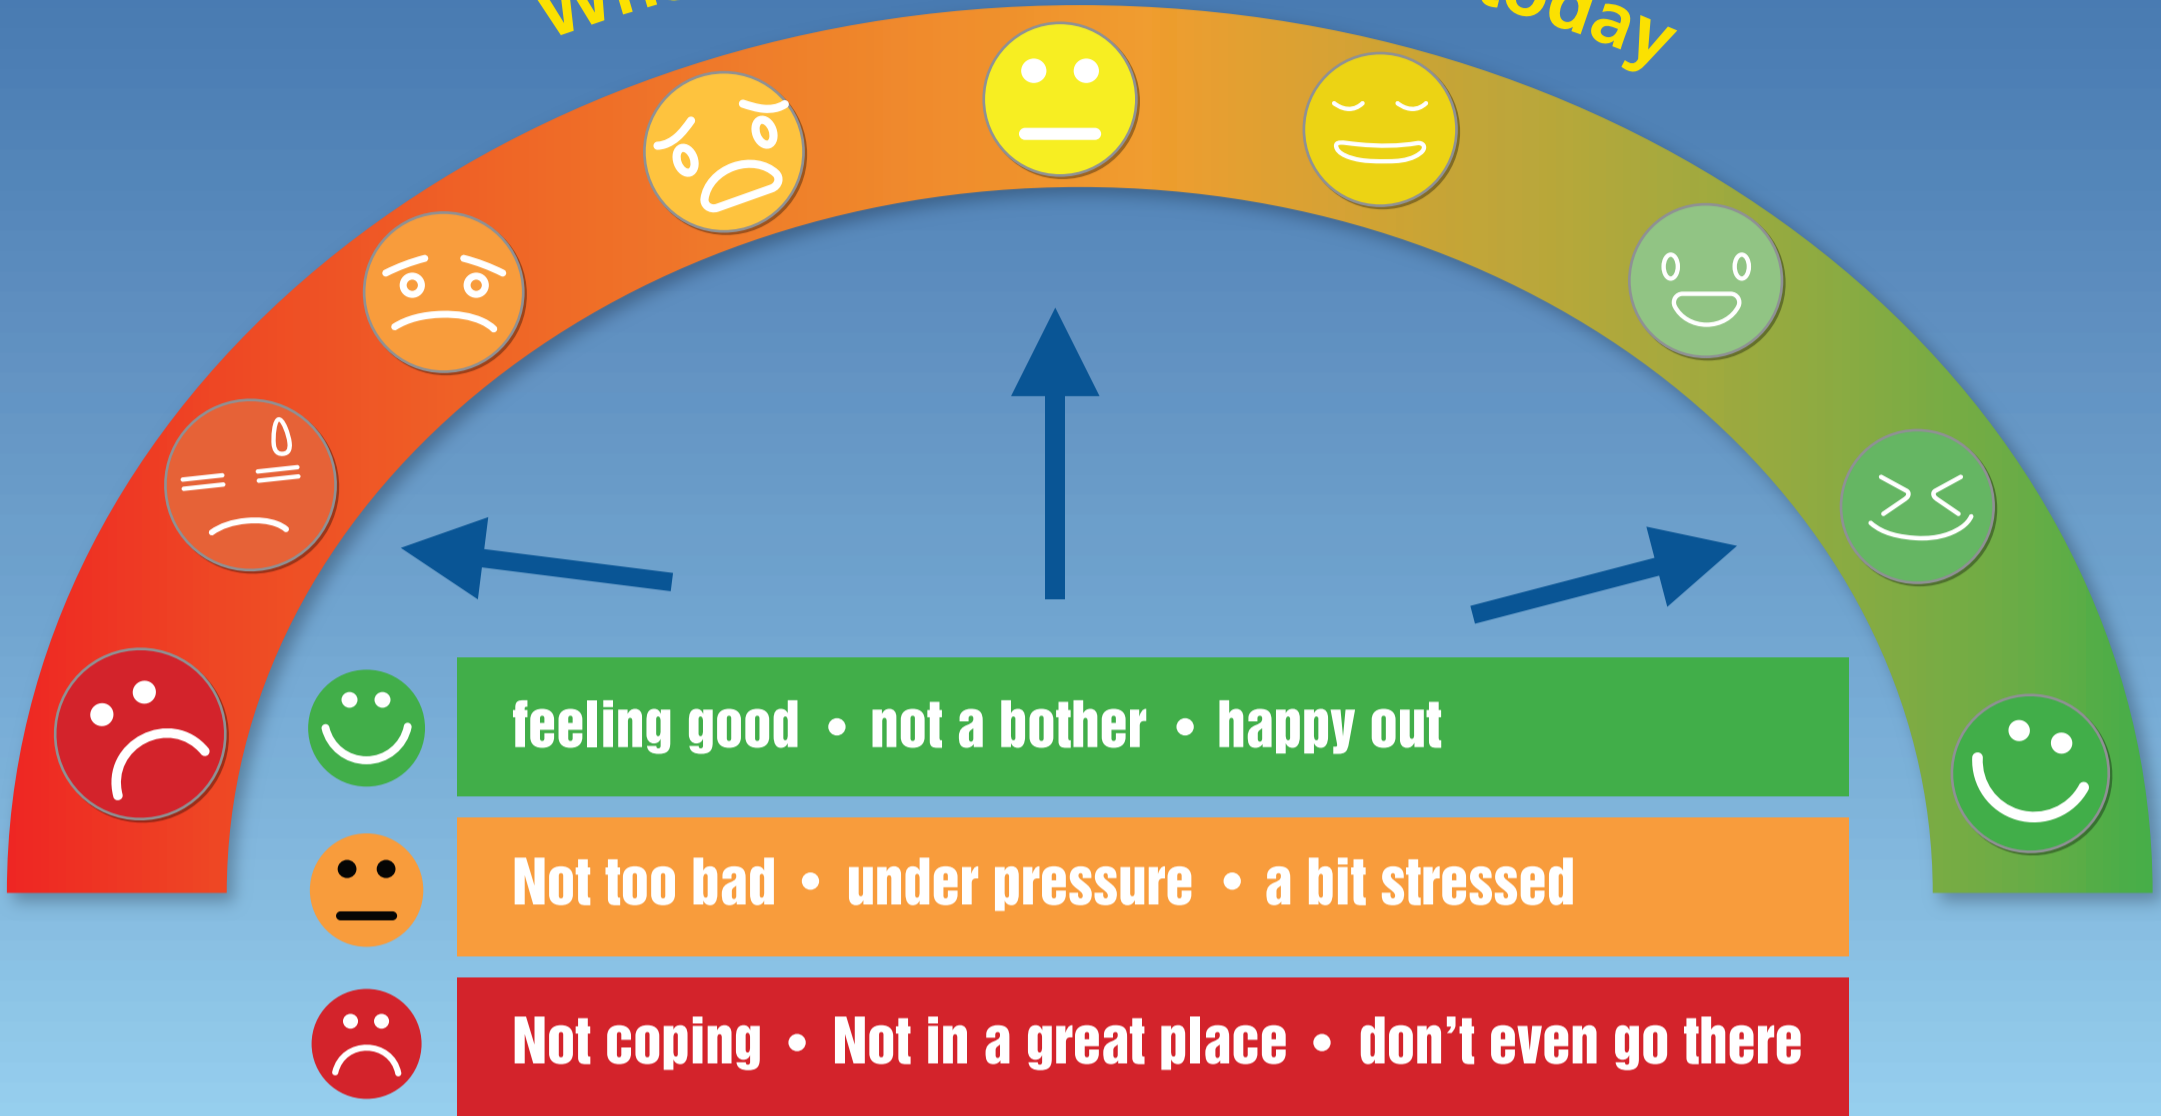 today
feeling good • not a bother • happy out
Not too bad • under pressure • a bit stressed
Not coping • Not in a great place • don't even go there